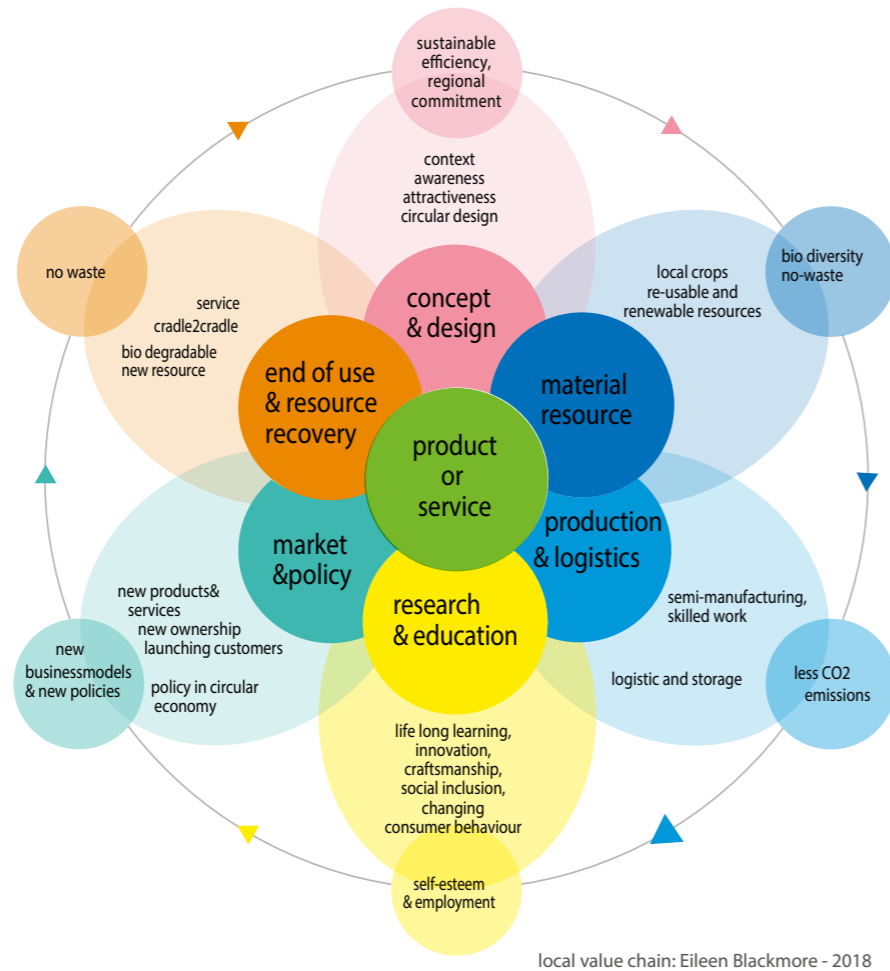 sustainable
efficiency,
regional
commitment
context
awareness
attractiveness
circular design
concept
& design
local crops
re-usable and
renewable resources
bio diversity
no-waste
material
resource
no waste
service
cradle2cradle
bio degradable
new resource
end of use
& resource
recovery
product
or
service
production
& logistics
semi-manufacturing,
skilled work
logistic and storage
less CO2
emissions
market
&policy
new products&
services
new ownership
launching customers
policy in circular
economy
new
businessmodels
& new policies
research
& education
life long learning,
innovation,
craftsmanship,
social inclusion,
changing
consumer behaviour
self-esteem
& employment
local value chain: Eileen Blackmore - 2018